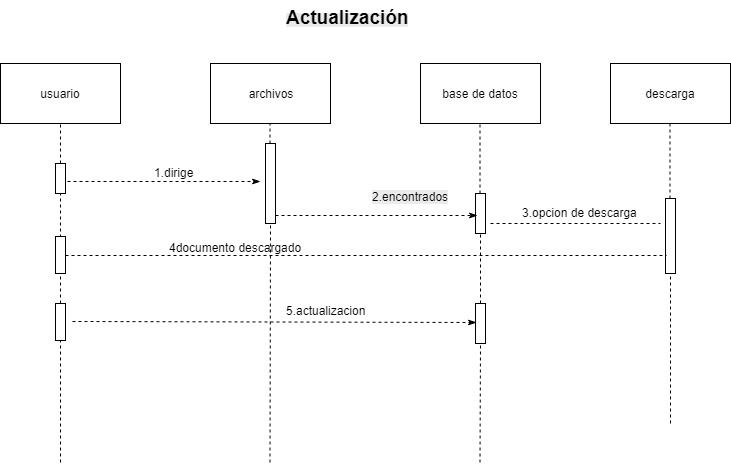 Actualización
usuario
archivos
base de datos
descarga
1.dirige
2.encontrados
3.opcion de descarga
4documento descargado
5.actualizacion